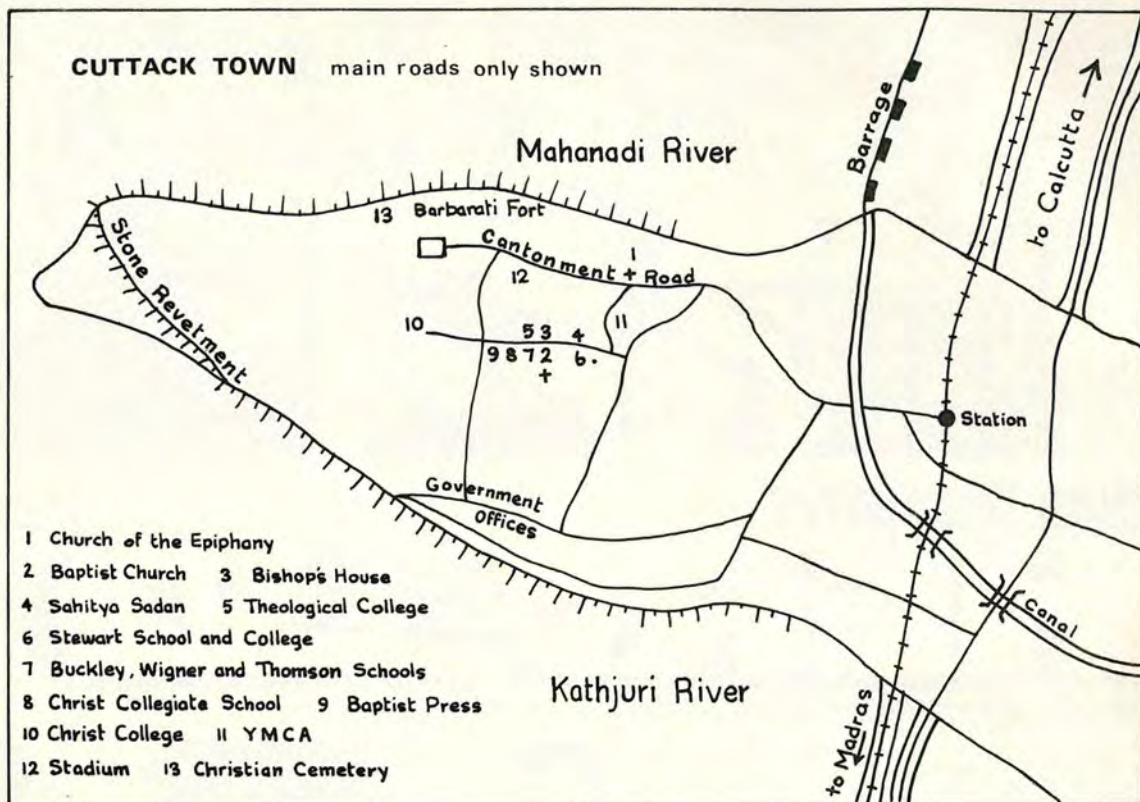 CUTTACK TOWN main roads only shown
Mahanadi River
Barrage
to Calcutta
13 Barbarati Fort
Stone Revetment
Cantonment Road
1
12
11
10
5 3 4
9 8 7 2 6
Station
Government
Offices
Canal
Kathjuri River
to Madras
1 Church of the Epiphany
2 Baptist Church 3 Bishop's House
4 Sahitya Sadan 5 Theological College
6 Stewart School and College
7 Buckley, Wigner and Thomson Schools
8 Christ Collegiate School 9 Baptist Press
10 Christ College 11 YMCA
12 Stadium 13 Christian Cemetery